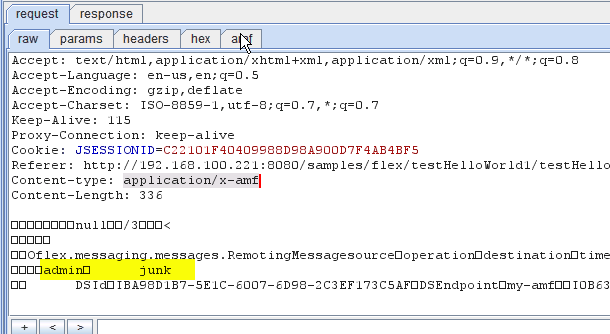 request response
raw params headers hex amf
Accept: text/html,application/xhtml+xml,application/xml;q=0.9,*/*;q=0.8
Accept-Language: en-us,en;q=0.5
Accept-Encoding: gzip,deflate
Accept-Charset: ISO-8859-1,utf-8;q=0.7,*;q=0.7
Keep-Alive: 115
Proxy-Connection: keep-alive
Cookie: JSESSIONID=C22101F40409988D98A900D7F4AB4BF5
Referer: http://192.168.100.221:8080/samples/flex/testHelloWorld1/testHello
Content-type: application/x-amf
Content-Length: 336
□□□□□□□□null□□/3□□□<
□□□□□
□□Oflex.messaging.messages.RemotingMessagesource□operation□destination□time
□□□□admin□ junk
□□ DSId□IBA98D1B7-5E1C-6007-6D98-2C3EF173C5AF□DSEndpoint□my-amf□□I0B63
+ < >